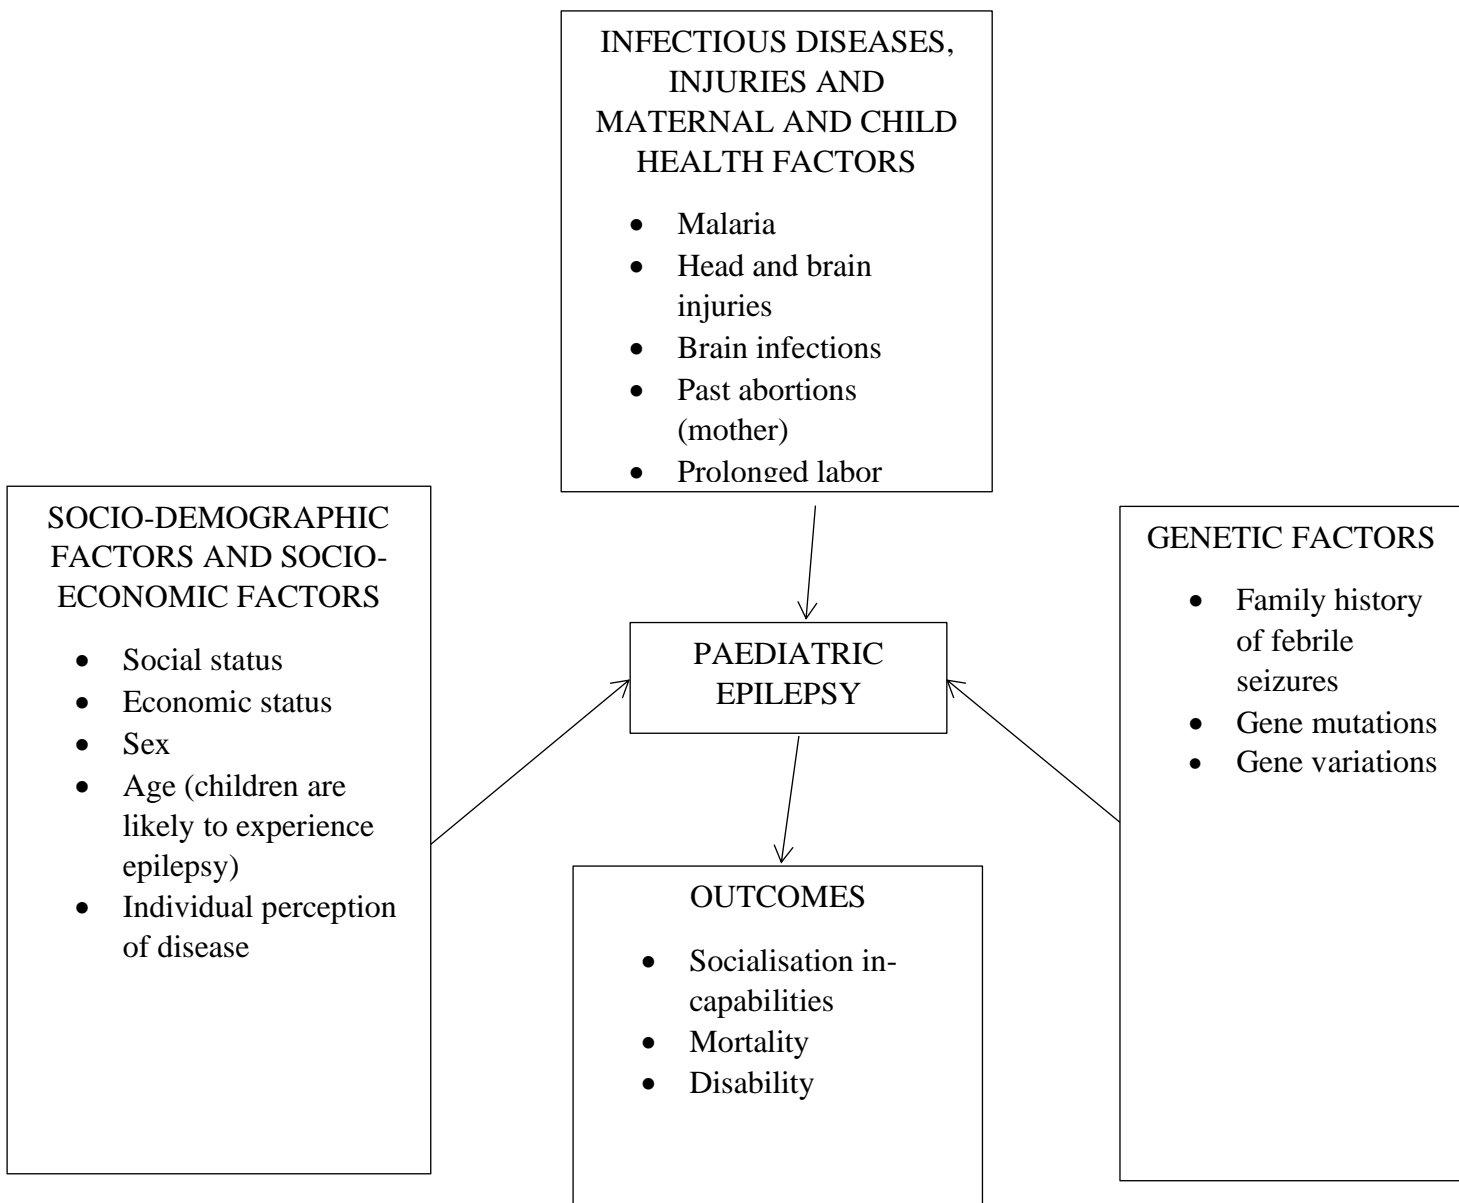 INFECTIOUS DISEASES,
INJURIES AND
MATERNAL AND CHILD
HEALTH FACTORS
• Malaria
• Head and brain
injuries
• Brain infections
• Past abortions
(mother)
• Prolonged labor
SOCIO-DEMOGRAPHIC
FACTORS AND SOCIO-
ECONOMIC FACTORS
• Social status
• Economic status
• Sex
• Age (children are
likely to experience
epilepsy)
• Individual perception
of disease
PAEDIATRIC
EPILEPSY
GENETIC FACTORS
• Family history
of febrile
seizures
• Gene mutations
• Gene variations
OUTCOMES
• Socialisation in-
capabilities
• Mortality
• Disability